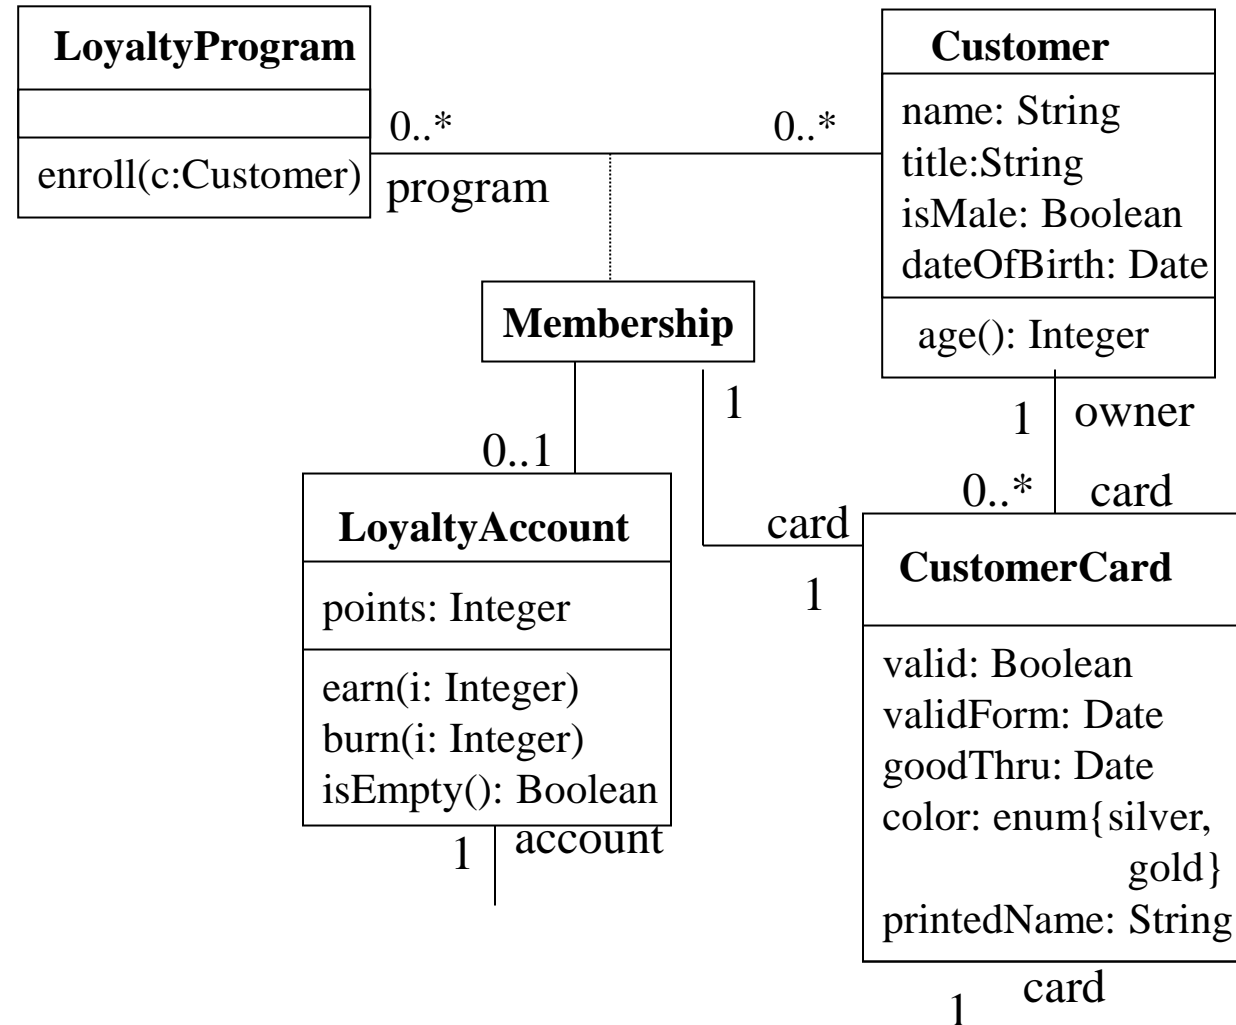 LoyaltyProgram
enroll(c:Customer)
0..*
program
0..*
Customer
name: String
title:String
isMale: Boolean
dateOfBirth: Date
age(): Integer
Membership
1
0..1
1
owner
0..*
card
LoyaltyAccount
points: Integer
earn(i: Integer)
burn(i: Integer)
isEmpty(): Boolean
1
account
card
1
CustomerCard
valid: Boolean
validForm: Date
goodThru: Date
color: enum{silver,
gold}
printedName: String
1
card